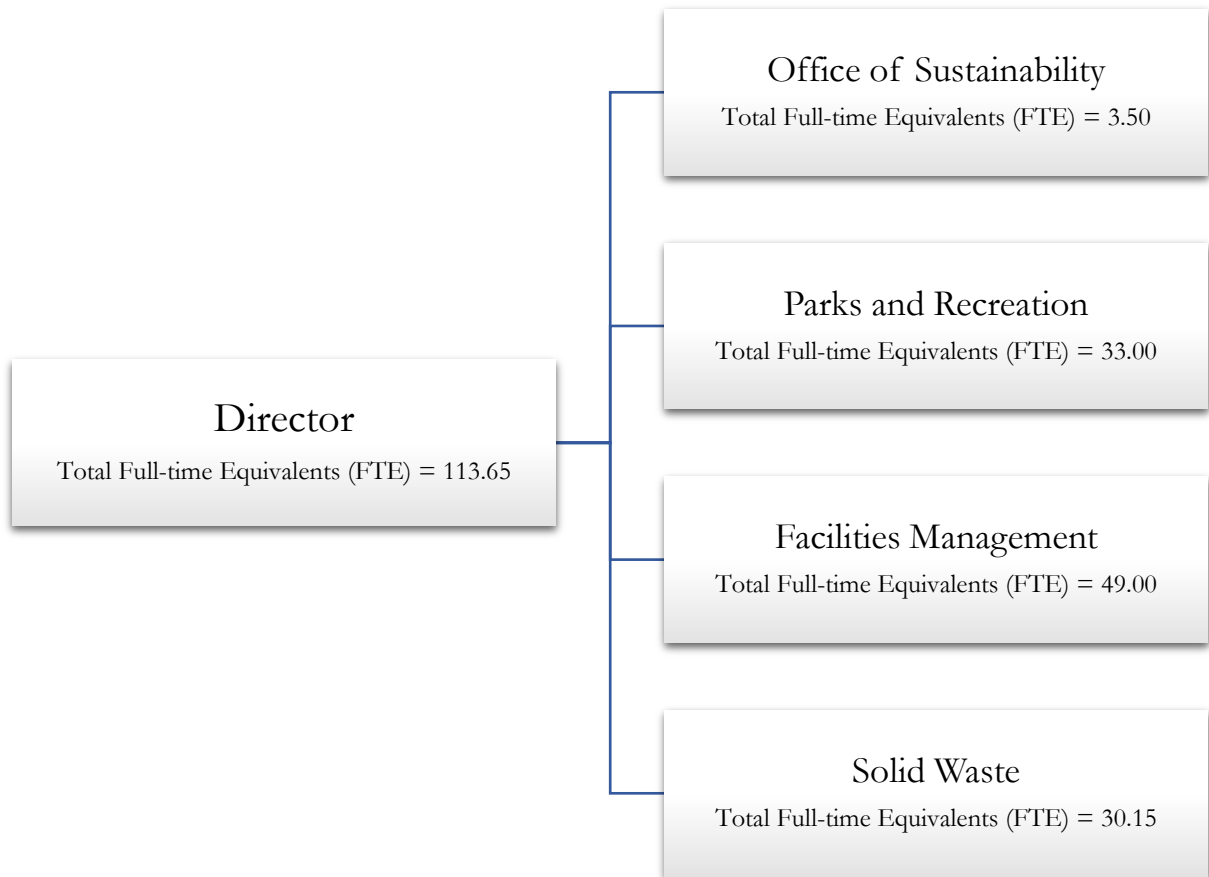 Office of Sustainability
Total Full-time Equivalents (FTE) = 3.50
Parks and Recreation
Total Full-time Equivalents (FTE) = 33.00
Director
Total Full-time Equivalents (FTE) = 113.65
Facilities Management
Total Full-time Equivalents (FTE) = 49.00
Solid Waste
Total Full-time Equivalents (FTE) = 30.15